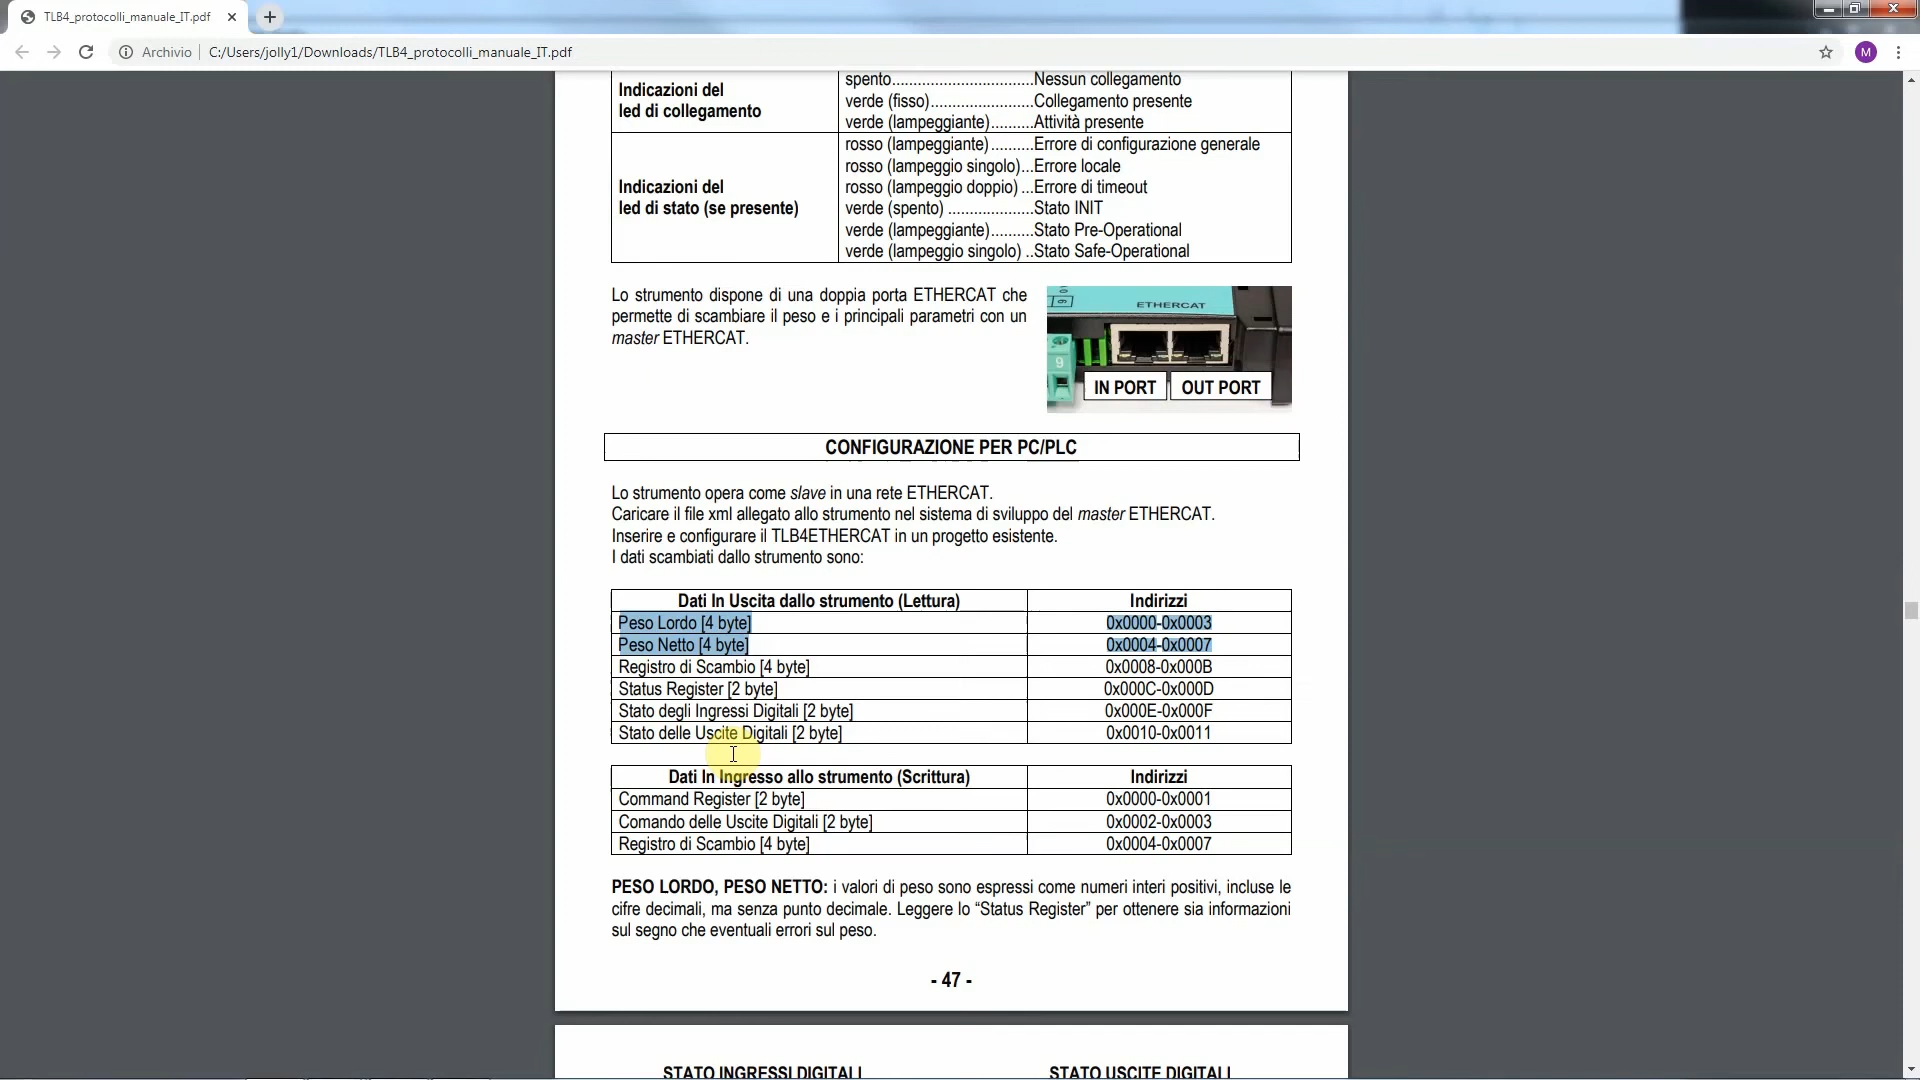 TLB4_protocolli_manuale_IT.pdf
Archivio C:/Users/jolly1/Downloads/TLB4_protocolli_manuale_IT.pdf
M
Indicazioni del
led di collegamento
spento................................Nessun collegamento
verde (fisso).......................Collegamento presente
verde (lampeggiante)..........Attività presente
Indicazioni del
led di stato (se presente)
rosso (lampeggiante)..........Errore di configurazione generale
rosso (lampeggio singolo)...Errore locale
rosso (lampeggio doppio) ...Errore di timeout
verde (spento) ....................Stato INIT
verde (lampeggiante)..........Stato Pre-Operational
verde (lampeggio singolo) ..Stato Safe-Operational
Lo strumento dispone di una doppia porta ETHERCAT che
permette di scambiare il peso e i principali parametri con un
master ETHERCAT.
ETHERCAT
9
IN PORT OUT PORT
CONFIGURAZIONE PER PC/PLC
Lo strumento opera come slave in una rete ETHERCAT.
Caricare il file xml allegato allo strumento nel sistema di sviluppo del master ETHERCAT.
Inserire e configurare il TLB4ETHERCAT in un progetto esistente.
I dati scambiati dallo strumento sono:
Dati In Uscita dallo strumento (Lettura) Indirizzi
Peso Lordo [4 byte] 0x0000-0x0003
Peso Netto [4 byte] 0x0004-0x0007
Registro di Scambio [4 byte] 0x0008-0x000B
Status Register [2 byte] 0x000C-0x000D
Stato degli Ingressi Digitali [2 byte] 0x000E-0x000F
Stato delle Uscite Digitali [2 byte] 0x0010-0x0011
Dati In Ingresso allo strumento (Scrittura) Indirizzi
Command Register [2 byte] 0x0000-0x0001
Comando delle Uscite Digitali [2 byte] 0x0002-0x0003
Registro di Scambio [4 byte] 0x0004-0x0007
PESO LORDO, PESO NETTO: i valori di peso sono espressi come numeri interi positivi, incluse le
cifre decimali, ma senza punto decimale. Leggere lo “Status Register” per ottenere sia informazioni
sul segno che eventuali errori sul peso.
- 47 -
STATO INGRESSI DIGITALI STATO USCITE DIGITALI